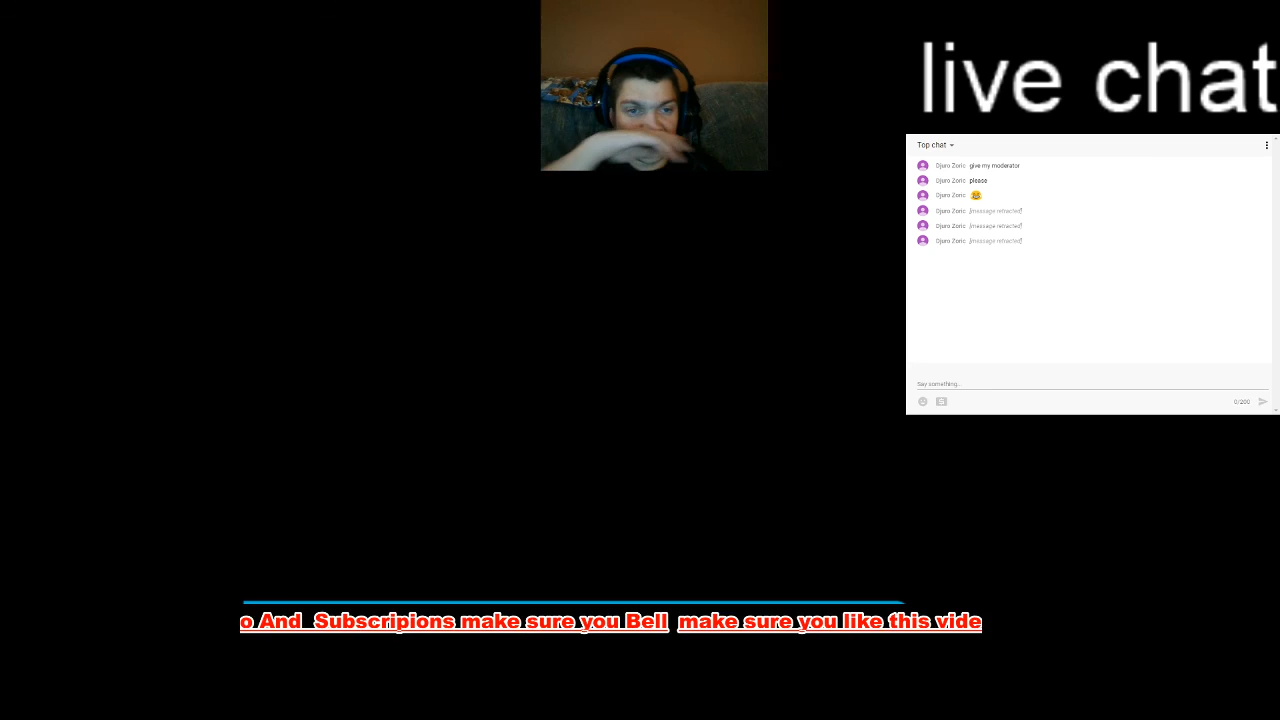 live chat
Top chat
Djuro Zoric give my moderator
Djuro Zoric please
Djuro Zoric
Djuro Zoric [message retracted]
Djuro Zoric [message retracted]
Djuro Zoric [message retracted]
Say something...
0/200
o And Subscripions make sure you Bell make sure you like this vide